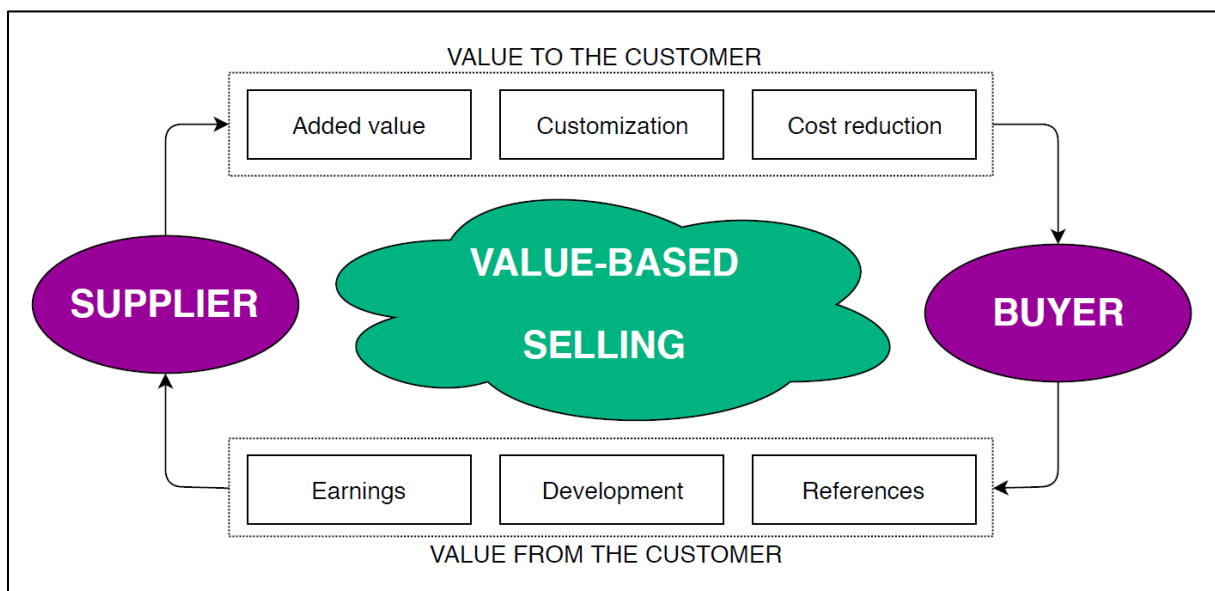 VALUE TO THE CUSTOMER
Added value
Customization
Cost reduction
VALUE-BASED
SELLING
SUPPLIER
BUYER
Earnings
Development
References
VALUE FROM THE CUSTOMER